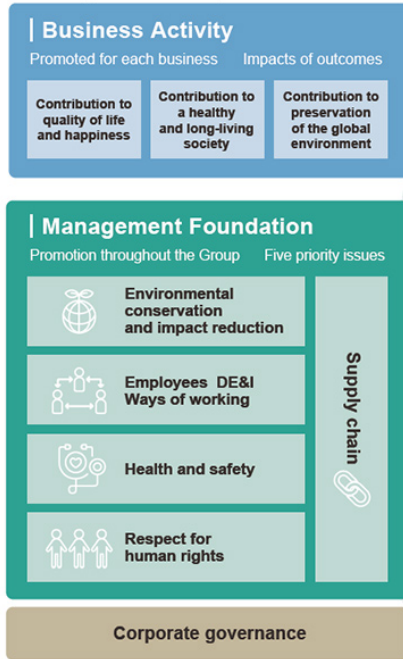 Business Activity
Promoted for each business Impacts of outcomes
Contribution to
quality of life
and happiness
Contribution to
a healthy
and long-living
society
Contribution to
preservation
of the global
environment
Management Foundation
Promotion throughout the Group Five priority issues
Environmental
conservation
and impact reduction
Employees DE&I
Ways of working
Health and safety
Respect for
human rights
Supply chain
Corporate governance